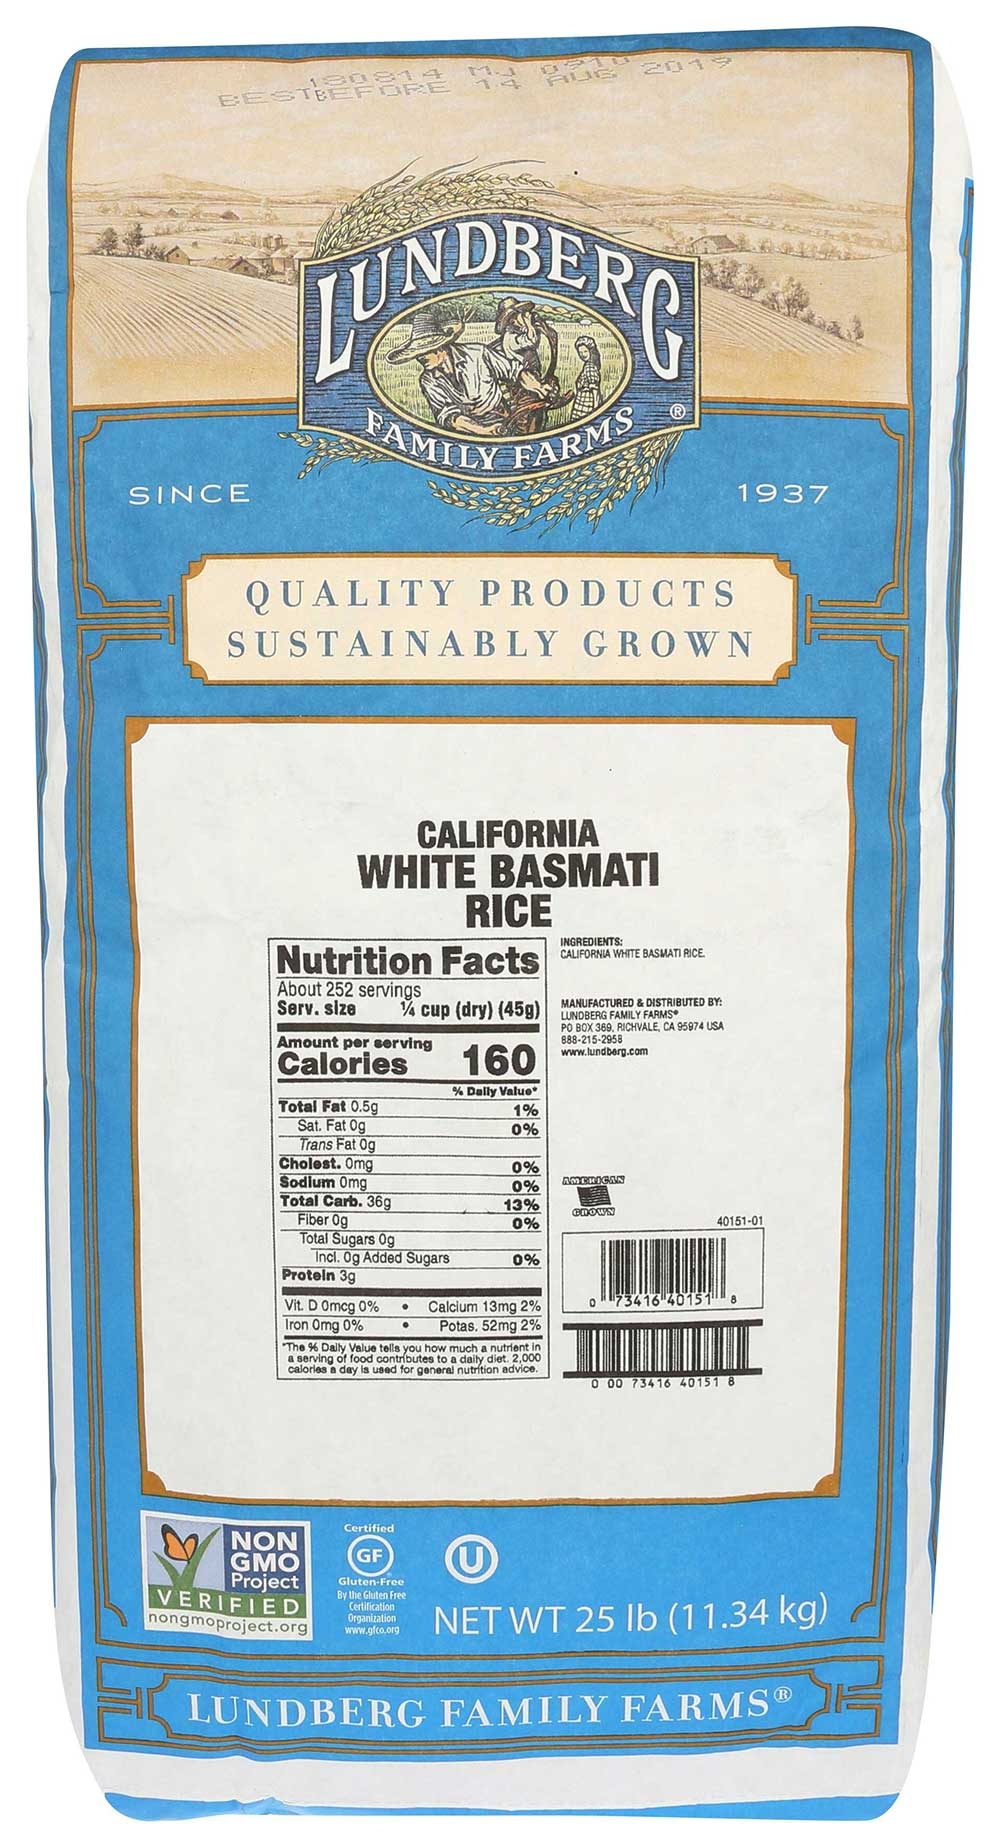 180814 MJ 0910
BESTBEFORE 14 AUG 2019
LUNDBERG
FAMILY FARMS ®
SINCE 1937
QUALITY PRODUCTS
SUSTAINABLY GROWN
CALIFORNIA
WHITE BASMATI
RICE
Nutrition Facts
About 252 servings
Serv. size ¼ cup (dry) (45g)
Amount per serving
Calories 160
% Daily Value*
Total Fat 0.5g 1%
Sat. Fat 0g 0%
Trans Fat 0g
Cholest. 0mg 0%
Sodium 0mg 0%
Total Carb. 36g 13%
Fiber 0g 0%
Total Sugars 0g
Incl. 0g Added Sugars 0%
Protein 3g
Vit. D 0mcg 0% • Calcium 13mg 2%
Iron 0mg 0% • Potas. 52mg 2%
*The % Daily Value tells you how much a nutrient in
a serving of food contributes to a daily diet. 2,000
calories a day is used for general nutrition advice.
INGREDIENTS:
CALIFORNIA WHITE BASMATI RICE.
MANUFACTURED & DISTRIBUTED BY:
LUNDBERG FAMILY FARMS®
PO BOX 369, RICHVALE, CA 95974 USA
888-215-2958
www.lundberg.com
AMERICAN
GROWN
40151-01
0 73416 40151 8
0 00 73416 40151 8
NON
GMO
Project
VERIFIED
nongmoproject.org
Certified
GF
Gluten-Free
By the Gluten Free
Certification
Organization
www.gfco.org
U
NET WT 25 lb (11.34 kg)
LUNDBERG FAMILY FARMS®